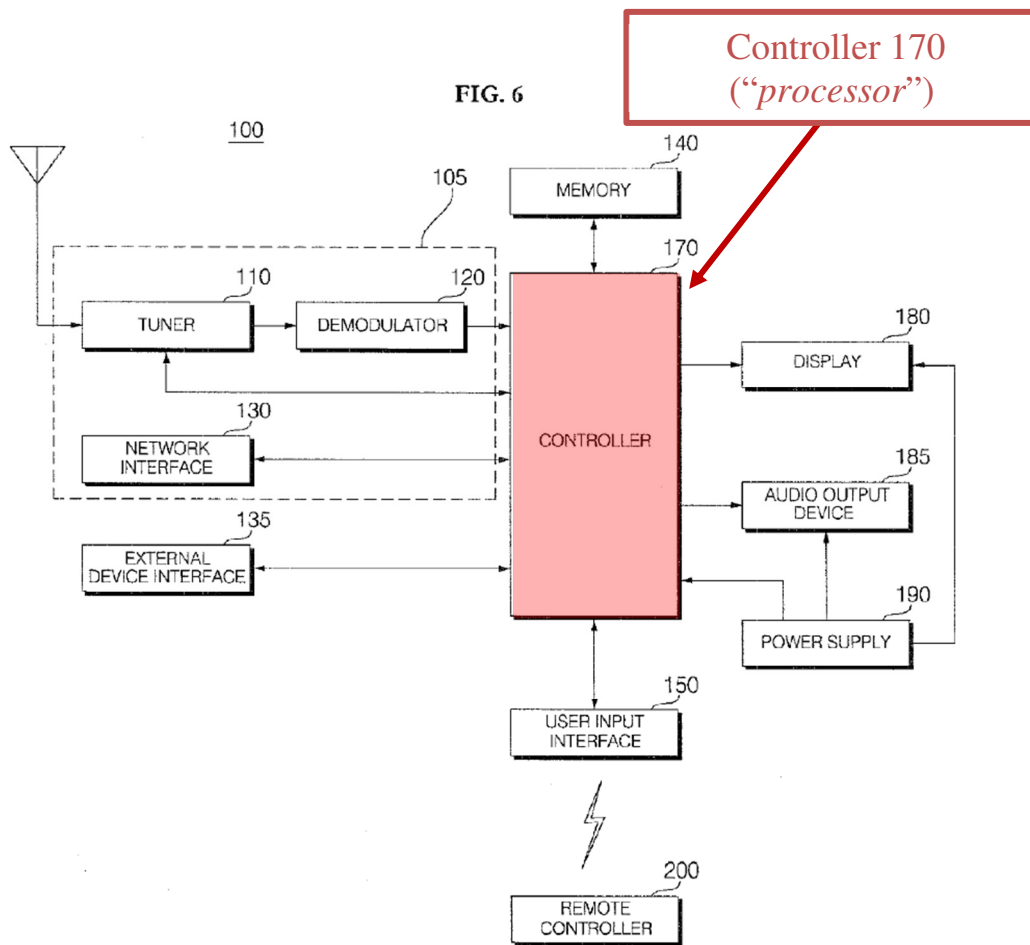 Controller 170
(“processor”)
FIG. 6
100
140
MEMORY
105
170
110
120
TUNER
DEMODULATOR
180
DISPLAY
130
NETWORK
INTERFACE
CONTROLLER
185
AUDIO OUTPUT
DEVICE
135
EXTERNAL
DEVICE INTERFACE
190
POWER SUPPLY
150
USER INPUT
INTERFACE
200
REMOTE
CONTROLLER